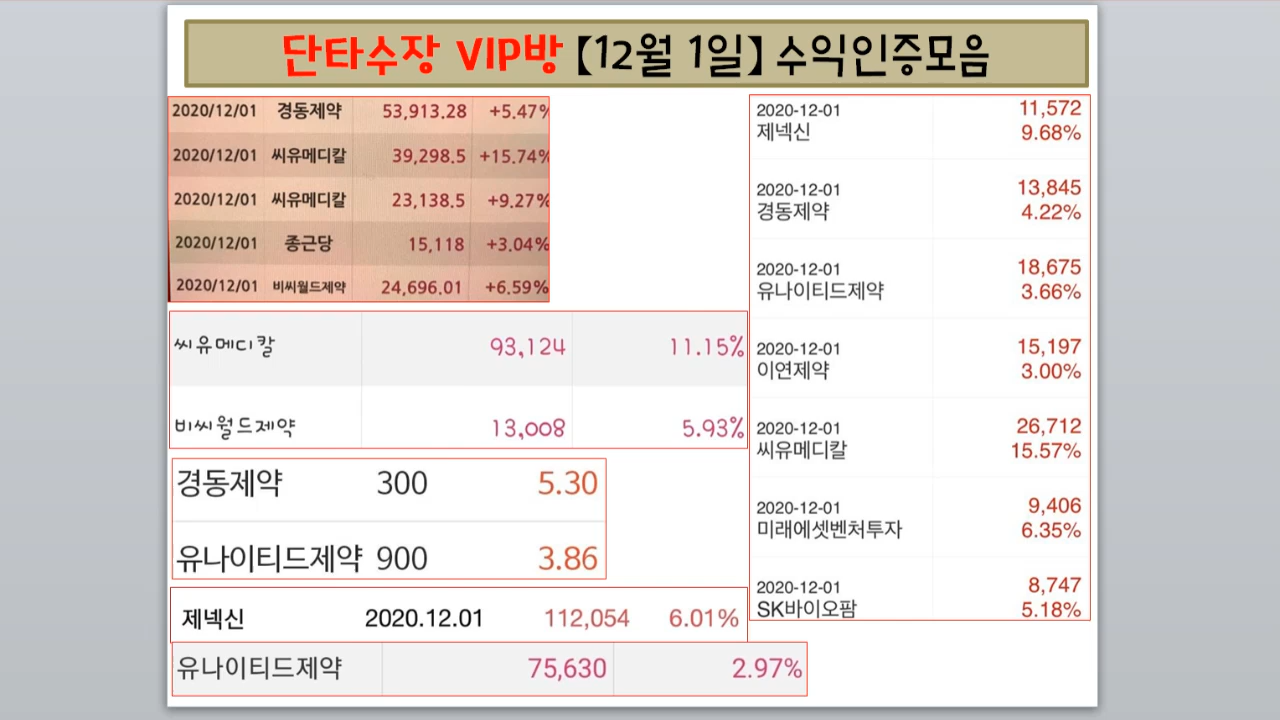 단타수장 VIP방【12월 1일】수익인증모음
2020/12/01 경동제약 53,913.28 +5.47%
2020/12/01 씨유메디칼 39,298.5 +15.74%
2020/12/01 씨유메디칼 23,138.5 +9.27%
2020/12/01 종근당 15,118 +3.04%
2020/12/01 비씨월드제약 24,696.01 +6.59%
씨유메디칼 93,124 11.15%
비씨월드제약 13,008 5.93%
경동제약 300 5.30
유나이티드제약 900 3.86
제넥신 2020.12.01 112,054 6.01%
유나이티드제약 75,630 2.97%
2020-12-01 11,572
제넥신 9.68%
2020-12-01 13,845
경동제약 4.22%
2020-12-01 18,675
유나이티드제약 3.66%
2020-12-01 15,197
이연제약 3.00%
2020-12-01 26,712
씨유메디칼 15.57%
2020-12-01 9,406
미래에셋벤처투자 6.35%
2020-12-01 8,747
SK바이오팜 5.18%